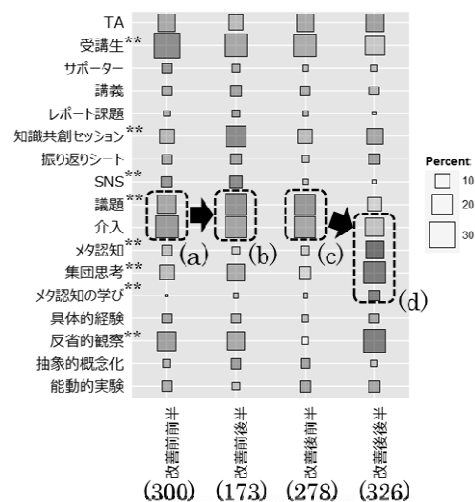 TA
受講生**
サポーター
講義
レポート課題
知識共創セッション**
振り返りシート
SNS**
議題**
介入
メタ認知**
集団思考**
メタ認知の学び**
具体的経験
反省的観察**
抽象的概念化
能動的実験
(a)
(b)
(c)
(d)
Percent
10
20
30
改善前前半
改善前後半
改善後前半
改善後後半
(300)
(173)
(278)
(326)